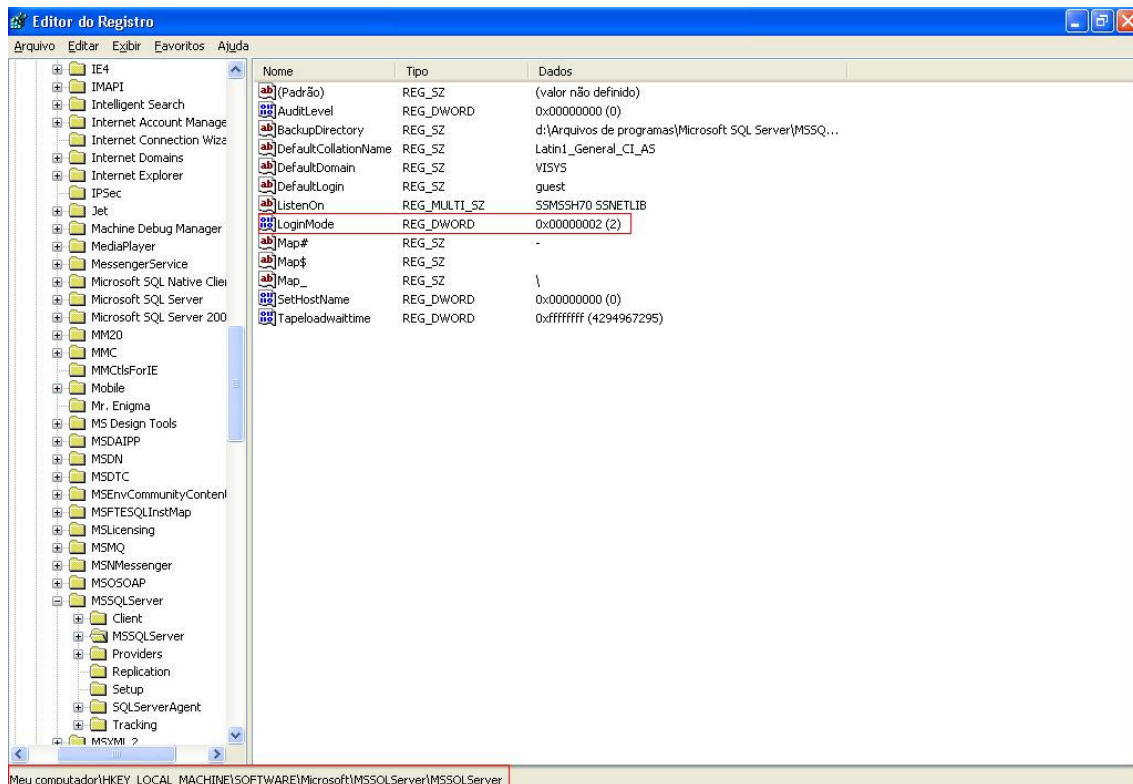 Editor do Registro
Arquivo Editar Exibir Favoritos Ajuda
IE4
IMAPI
Intelligent Search
Internet Account Manage
Internet Connection Wiza
Internet Domains
Internet Explorer
IPSec
Jet
Machine Debug Manager
MediaPlayer
MessengerService
Microsoft SQL Native Clie
Microsoft SQL Server
Microsoft SQL Server 200
MM20
MMC
MMCtlsForIE
Mobile
Mr. Enigma
MS Design Tools
MSDAIPP
MSDN
MSDTC
MSEnvCommunityContent
MSFTESQLInstMap
MSLicensing
MSMQ
MSNMessenger
MSOSOAP
MSSQLServer
Client
MSSQLServer
Providers
Replication
Setup
SQLServerAgent
Tracking
MSXML 2
Nome Tipo Dados
(Padrão) REG_SZ (valor não definido)
AuditLevel REG_DWORD 0x00000000 (0)
BackupDirectory REG_SZ d:\Arquivos de programas\Microsoft SQL Server\MSSQ...
DefaultCollationName REG_SZ Latin1_General_CI_AS
DefaultDomain REG_SZ VISYS
DefaultLogin REG_SZ guest
ListenOn REG_MULTI_SZ SSMSSH70 SSNETLIB
LoginMode REG_DWORD 0x00000002 (2)
Map# REG_SZ -
Map$ REG_SZ
Map_ REG_SZ \
SetHostName REG_DWORD 0x00000000 (0)
Tapeloadwaittime REG_DWORD 0xffffffff (4294967295)
Meu computador\HKEY_LOCAL_MACHINE\SOFTWARE\Microsoft\MSSQLServer\MSSQLServer